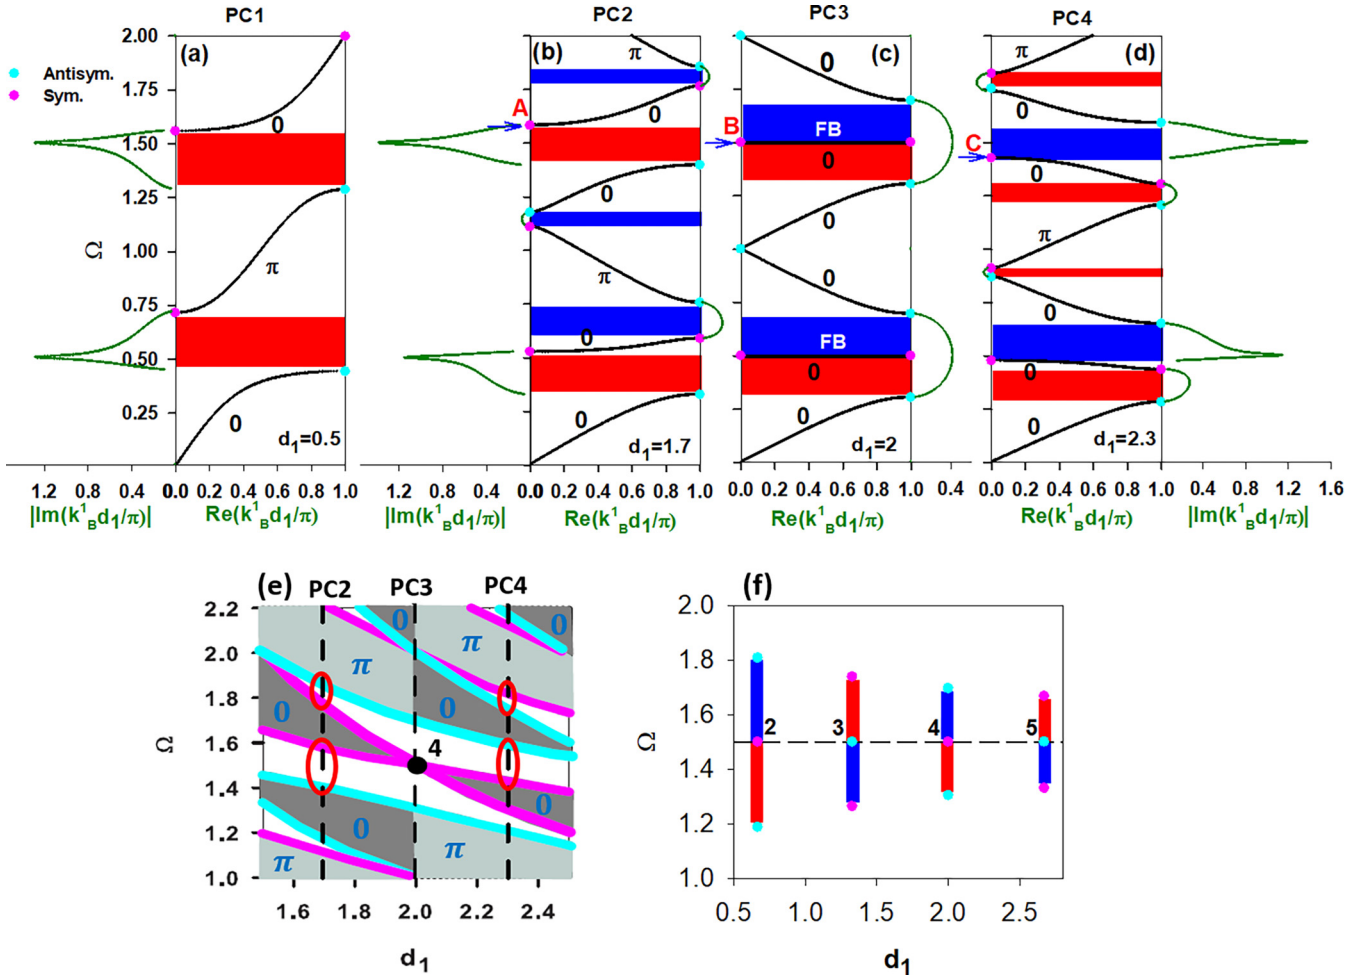 PC1
PC2
PC3
PC4
2.00
1.75
1.50
1.25
1.00
0.75
0.50
0.25
Ω
Antisym.
Sym.
(a)
0
π
0
d1=0.5
(b)
π
A
0
0
π
0
0
d1=1.7
(c)
0
B
FB
0
0
0
FB
0
0
d1=2
(d)
π
0
C
0
π
0
0
0
d1=2.3
1.2 0.8 0.4 0.0 0.2 0.4 0.6 0.8 1.0
|Im(k¹Bd1/π)| Re(k¹Bd1/π)
1.2 0.8 0.4 0.0 0.2 0.4 0.6 0.8 1.0
|Im(k¹Bd1/π)| Re(k¹Bd1/π)
0.0 0.2 0.4 0.6 0.8 1.0
Re(k¹Bd1/π)
0.4 0.0 0.2 0.4 0.6 0.8 1.0 0.4 0.8 1.2 1.6
Re(k¹Bd1/π) |Im(k¹Bd1/π)|
(e)
PC2 PC3 PC4
2.2
2.0
1.8
1.6
1.4
1.2
1.0
Ω
0
π
π
0
0
0
4
0
0
π
π
1.6 1.8 2.0 2.2 2.4
d1
(f)
2.0
1.8
1.6
1.4
1.2
1.0
Ω
2 3 4 5
0.5 1.0 1.5 2.0 2.5
d1